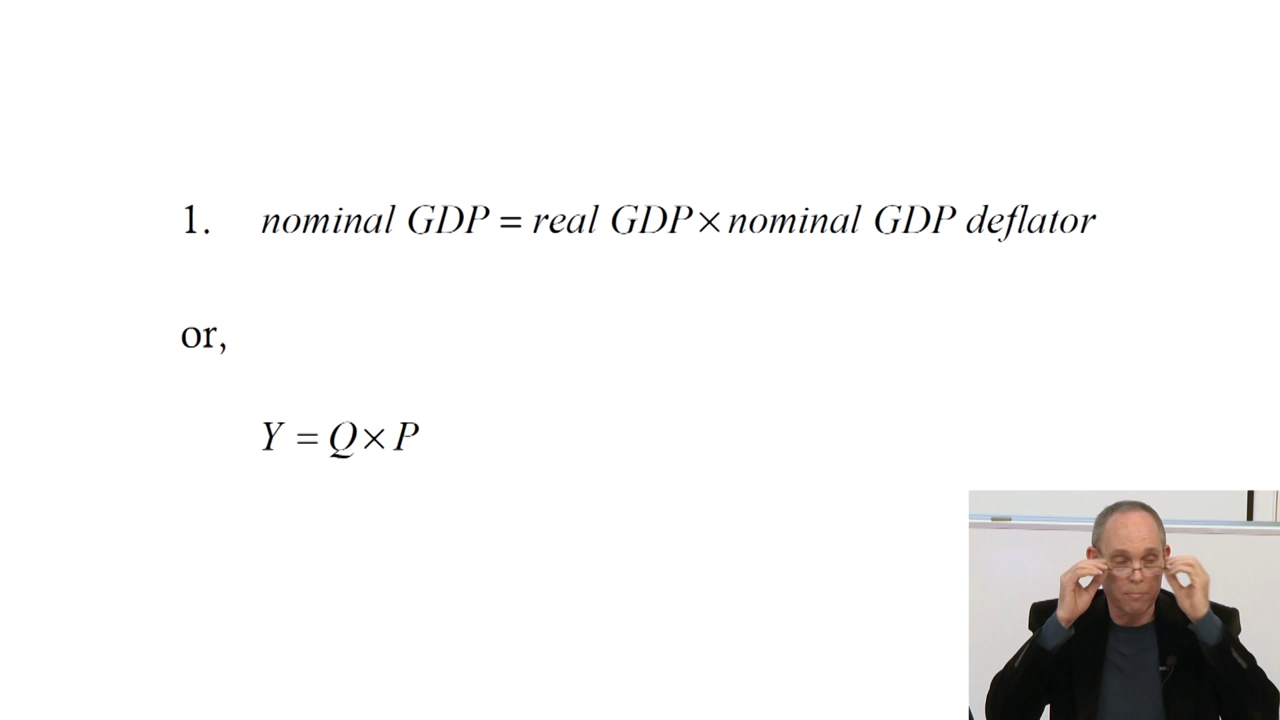 1. nominal GDP = real GDP × nominal GDP deflator
or,
Y = Q × P